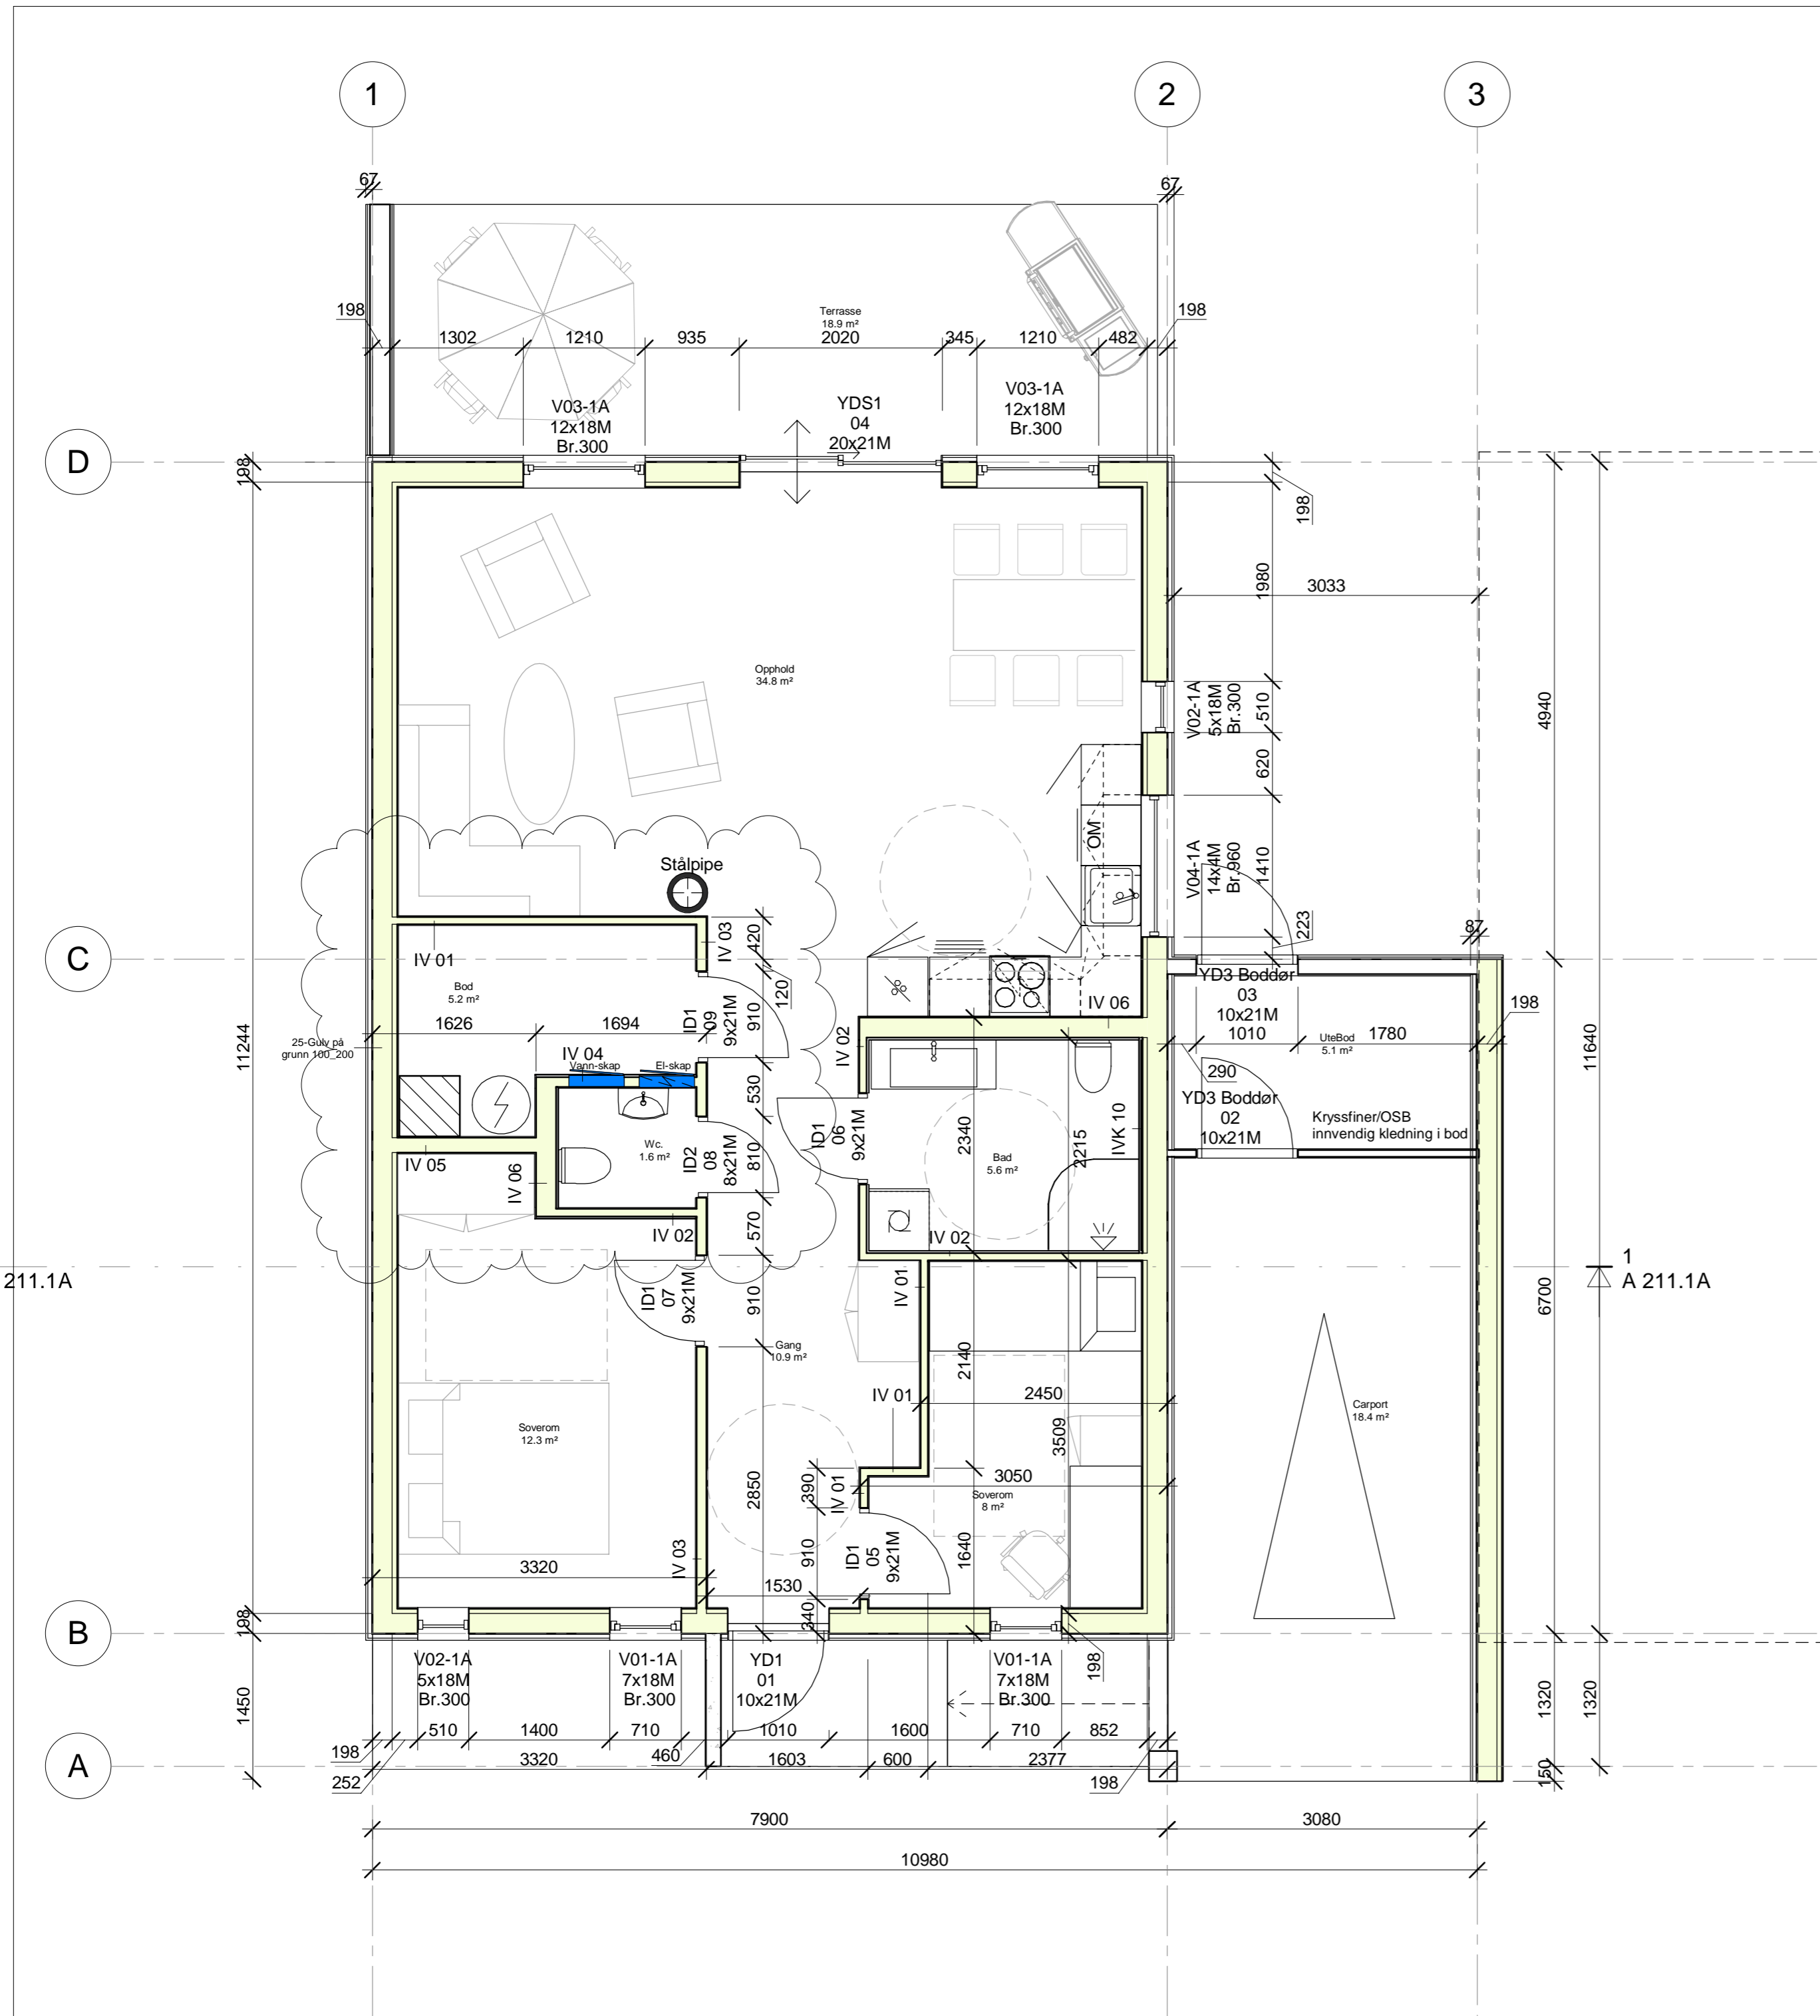 1
2
3
67
67
198
1302
1210
935
Terrasse
18.9 m²
2020
345
1210
482
198
V03-1A
12x18M
Br.300
YDS1
04
20x21M
V03-1A
12x18M
Br.300
D
198
198
1980
3033
Opphold
34.8 m²
V02-1A
5x18M
Br.300
510
4940
620
OM
V04-1A
14x4M
Br.960
1410
Stålpipe
223
87
C
IV 01
IV 03
420
120
Bod
5.2 m²
ID1
09
9x21M
910
IV 06
YD3 Boddør
03
10x21M
198
1626
1694
1010
UteBod
5.1 m²
1780
25-Gulv på
grunn 100_200
11244
11640
IV 04
Vann-skap
El-skap
IV 02
290
530
YD3 Boddør
02
10x21M
Kryssfiner/OSB
innvendig kledning i bod
Wc.
1.6 m²
ID2
08
8x21M
810
ID1
06
9x21M
2340
Bad
5.6 m²
2215
IVK 10
IV 05
IV 06
IV 02
570
IV 02
211.1A
1
A 211.1A
ID1
07
9x21M
910
IV 01
6700
Gang
10.9 m²
2140
IV 01
2450
Carport
18.4 m²
Soverom
12.3 m²
3509
2850
390
IV 01
3050
Soverom
8 m²
IV 03
910
ID1
05
9x21M
1640
3320
1530
340
B
198
198
V02-1A
5x18M
Br.300
V01-1A
7x18M
Br.300
YD1
01
10x21M
V01-1A
7x18M
Br.300
1450
1320
1320
510
1400
710
1010
1600
710
852
198
460
3320
1603
600
2377
A
252
198
150
7900
3080
10980